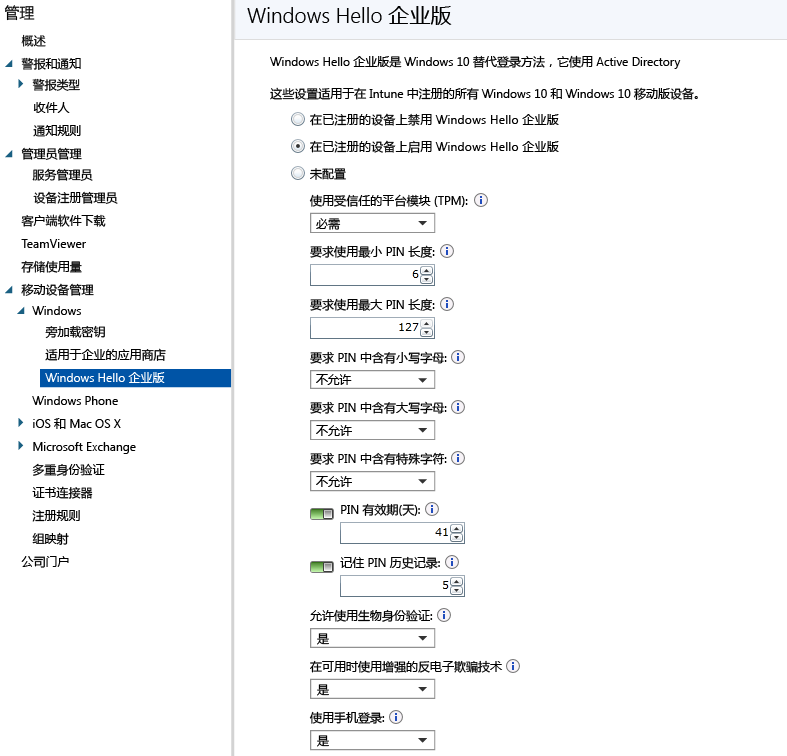 管理
概述
警报和通知
警报类型
收件人
通知规则
管理员管理
服务管理员
设备注册管理员
客户端软件下载
TeamViewer
存储使用量
移动设备管理
Windows
旁加载密钥
适用于企业的应用商店
Windows Hello 企业版
Windows Phone
iOS 和 Mac OS X
Microsoft Exchange
多重身份验证
证书连接器
注册规则
组映射
公司门户
Windows Hello 企业版
Windows Hello 企业版是 Windows 10 替代登录方法，它使用 Active Directory
这些设置适用于在 Intune 中注册的所有 Windows 10 和 Windows 10 移动版设备。
在已注册的设备上禁用 Windows Hello 企业版
在已注册的设备上启用 Windows Hello 企业版
未配置
使用受信任的平台模块 (TPM):
必需
要求使用最小 PIN 长度:
6
要求使用最大 PIN 长度:
127
要求 PIN 中含有小写字母:
不允许
要求 PIN 中含有大写字母:
不允许
要求 PIN 中含有特殊字符:
不允许
PIN 有效期(天):
41
记住 PIN 历史记录:
5
允许使用生物身份验证:
是
在可用时使用增强的反电子欺骗技术
是
使用手机登录:
是